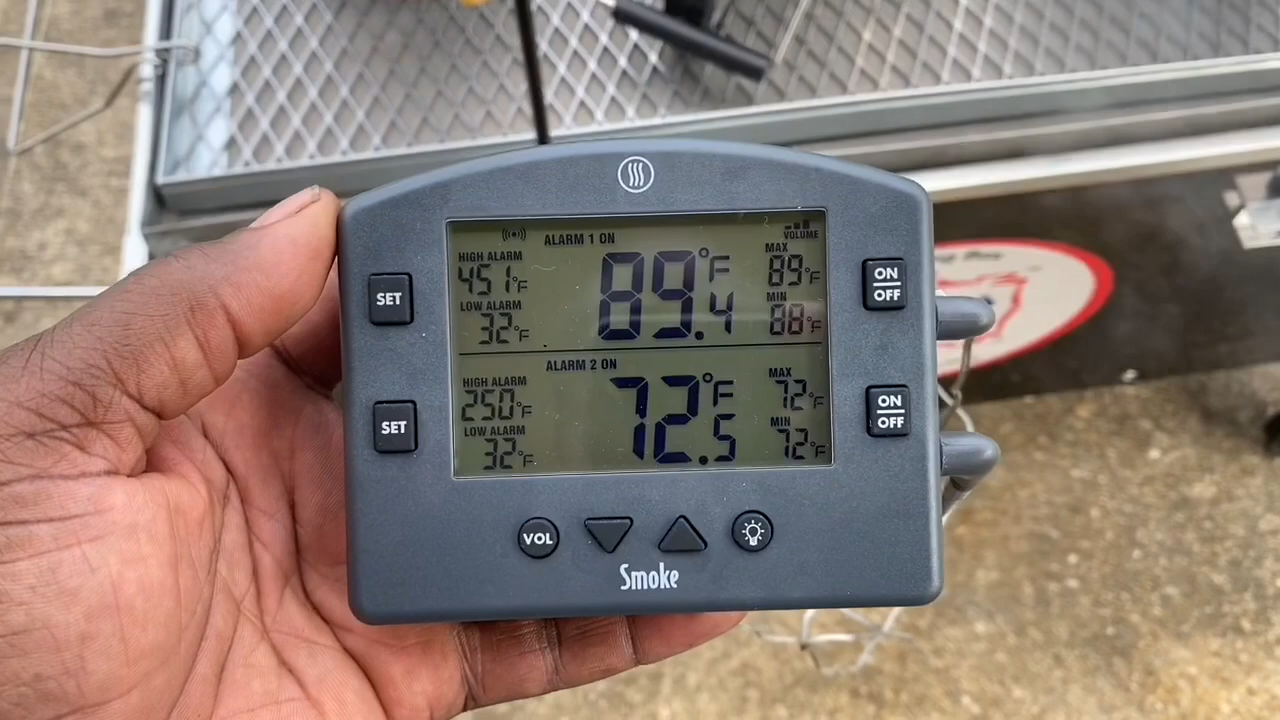 ALARM 1 ON
VOLUME
HIGH ALARM
451°F
LOW ALARM
32°F
89.4°F
MAX
89°F
MIN
88°F
ALARM 2 ON
HIGH ALARM
250°F
LOW ALARM
32°F
72.5°F
MAX
72°F
MIN
72°F
SET
SET
ON
OFF
ON
OFF
VOL
Smoke